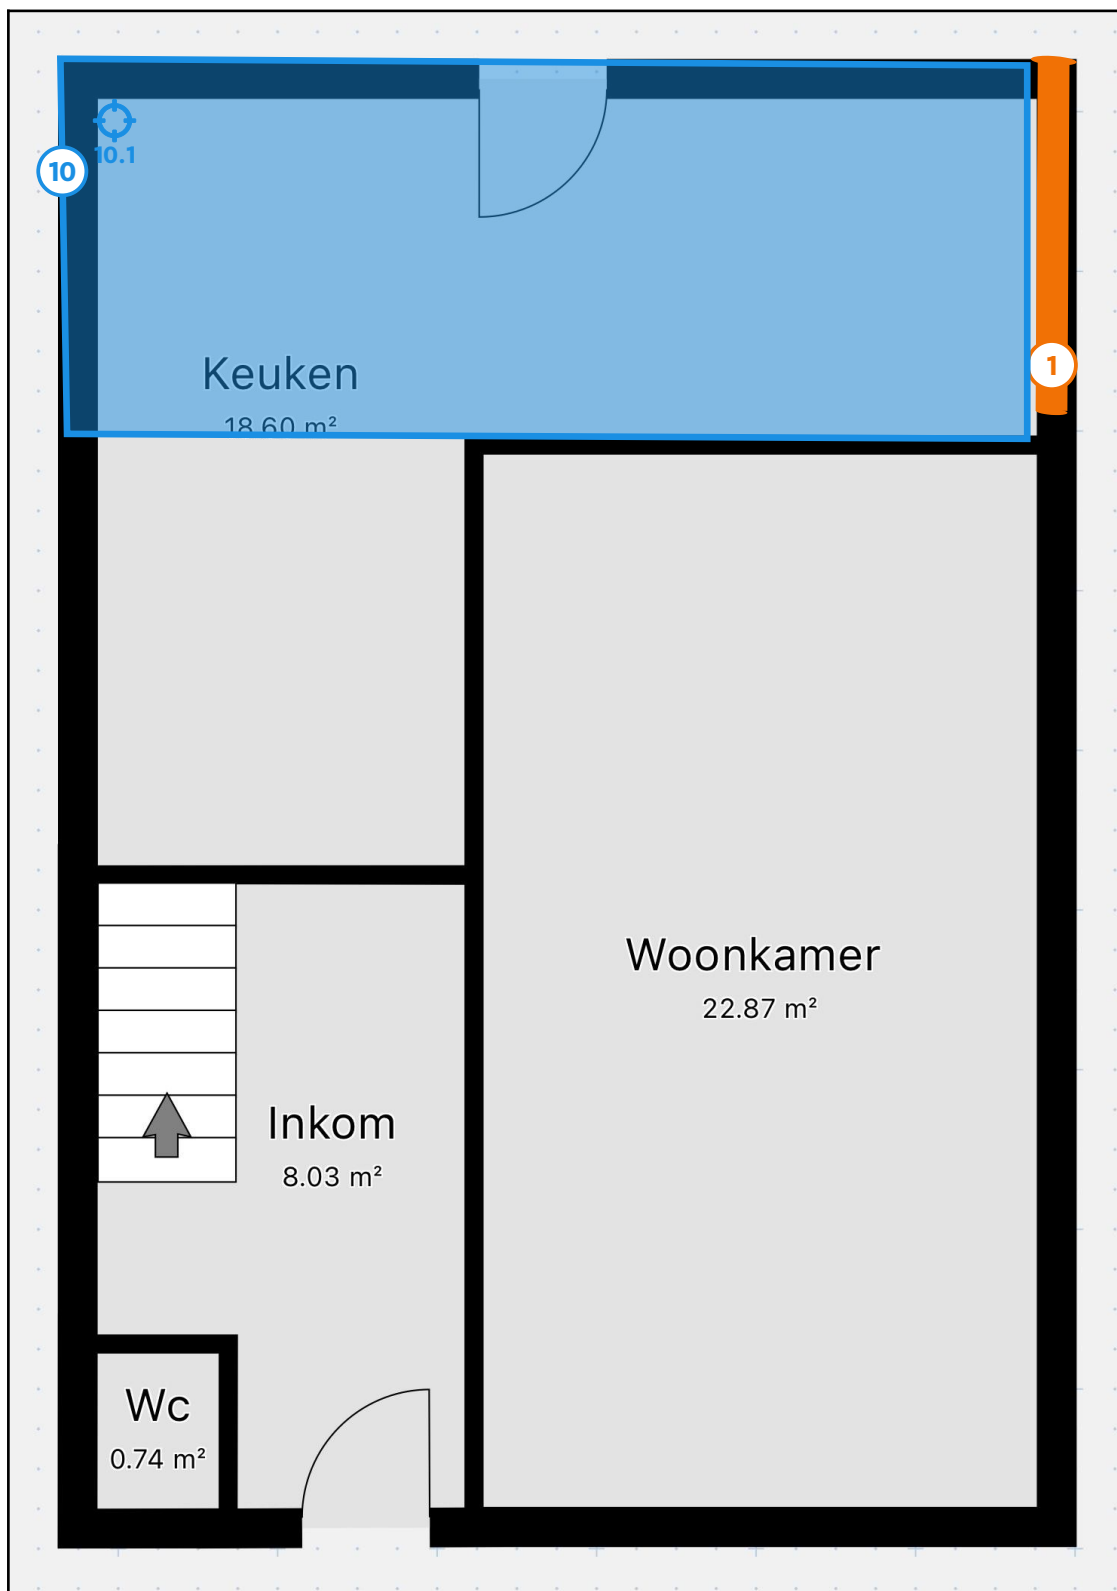 10.1
10
Keuken
18.60 m²
1
Woonkamer
22.87 m²
Inkom
8.03 m²
Wc
0.74 m²